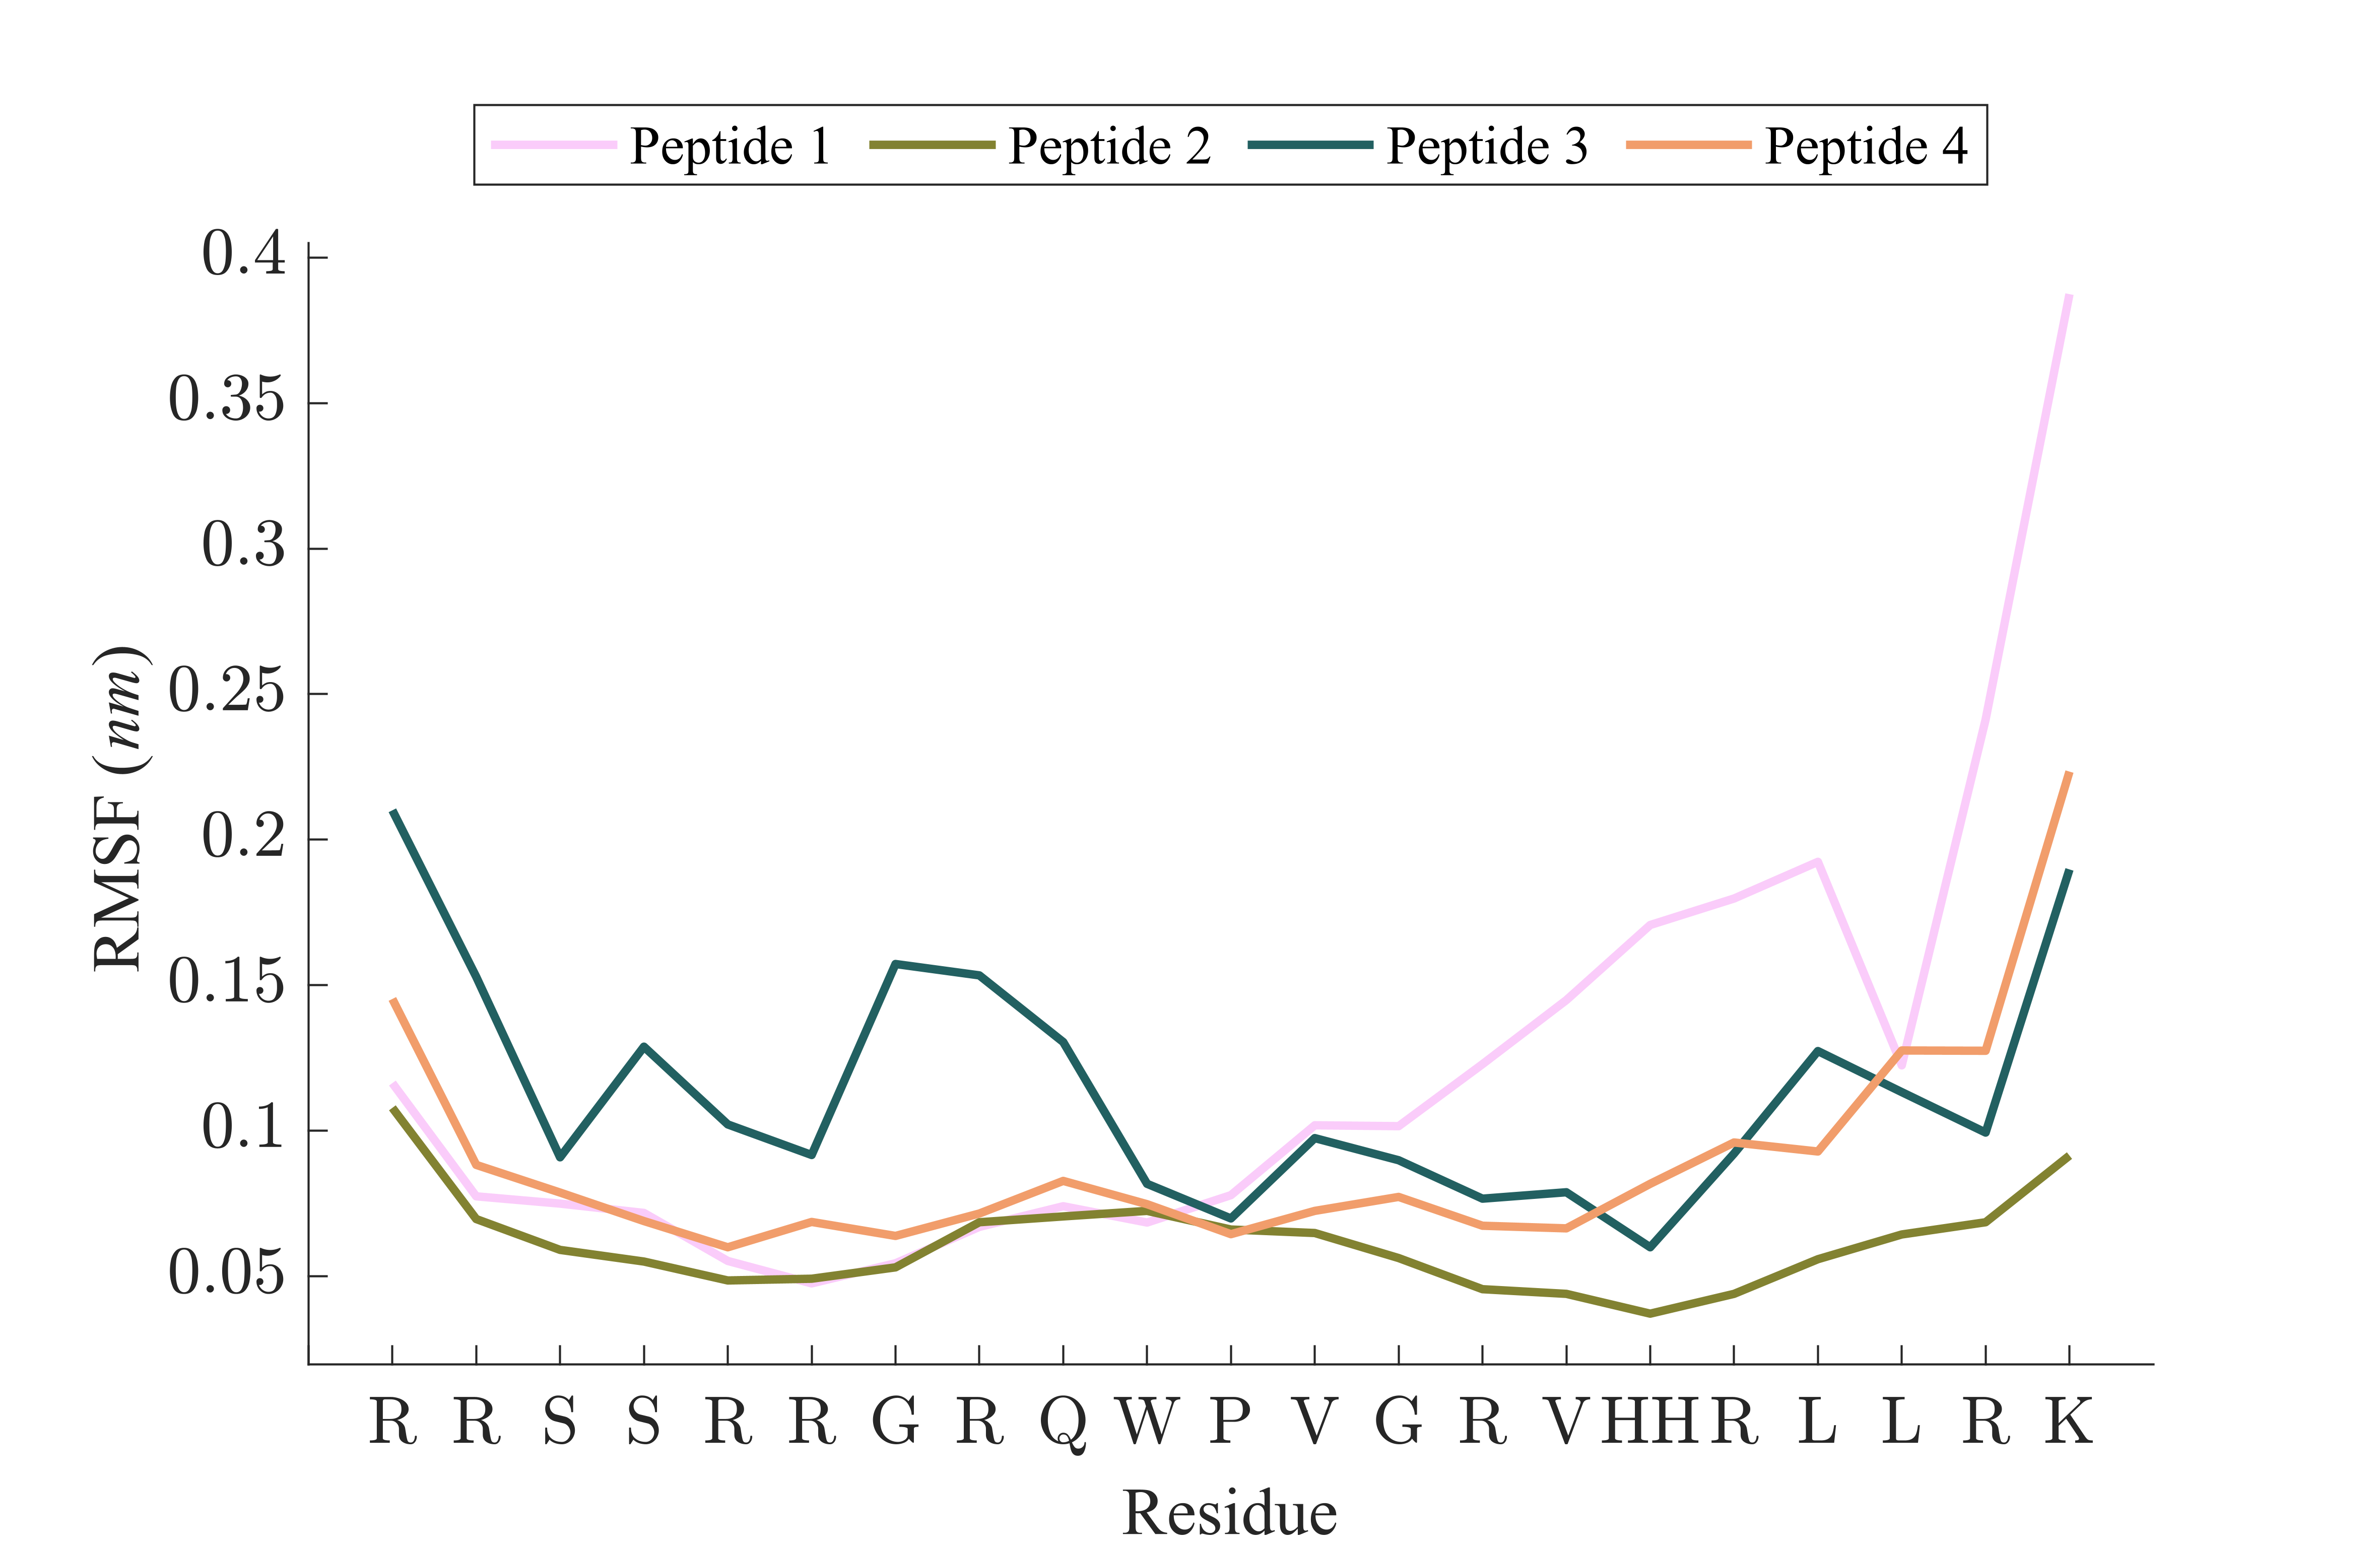 Peptide 1 Peptide 2 Peptide 3 Peptide 4
0.4
0.35
0.3
0.25
0.2
0.15
0.1
0.05
RMSF (nm)
R R S S R R G R Q W P V G R V HH R L L R K
Residue